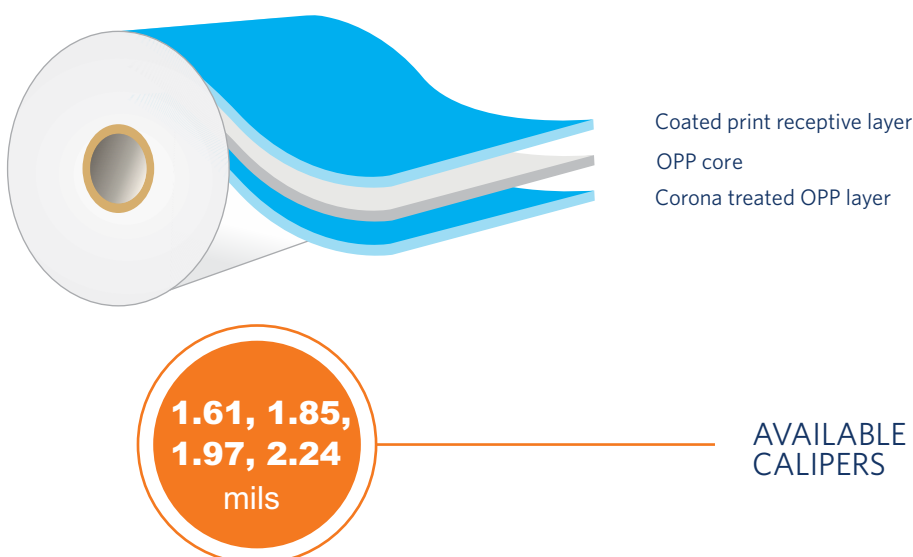 Coated print receptive layer
OPP core
Corona treated OPP layer
1.61, 1.85,
1.97, 2.24
mils
AVAILABLE
CALIPERS